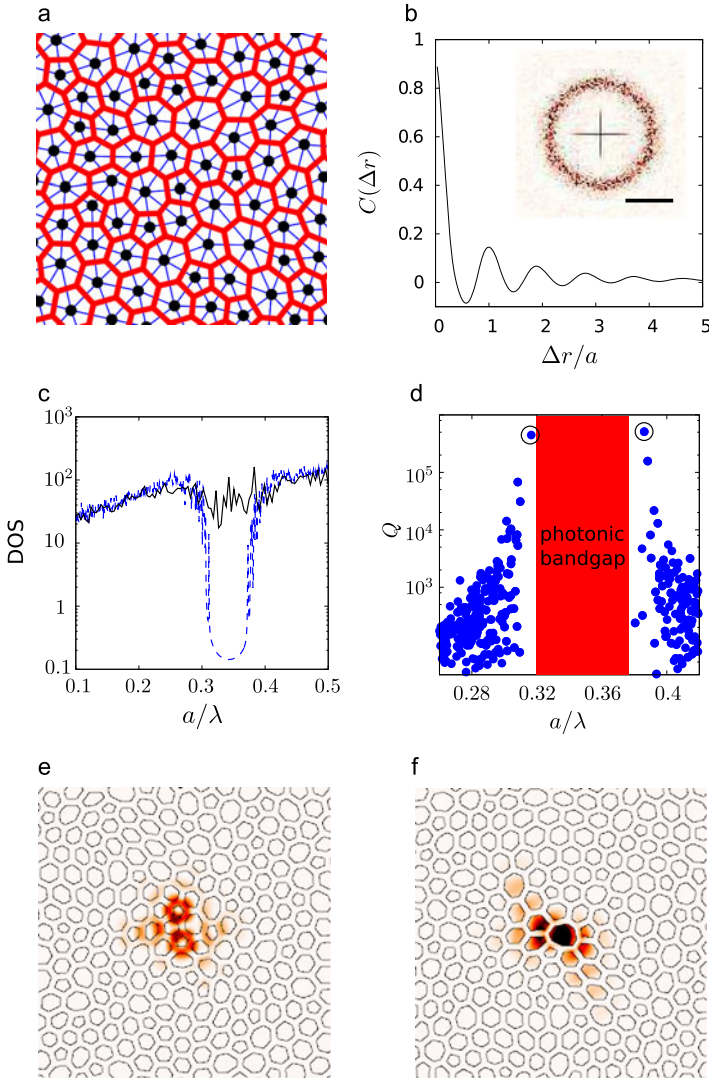 a
b
1
0.8
0.6
0.4
0.2
0
C(Δr)
0
1
2
3
4
5
Δr/a
c
10³
10²
10
1
0.1
DOS
0.1
0.2
0.3
0.4
0.5
a/λ
d
10⁵
10⁴
10³
Q
photonic
bandgap
0.28
0.32
0.36
0.4
a/λ
e
f